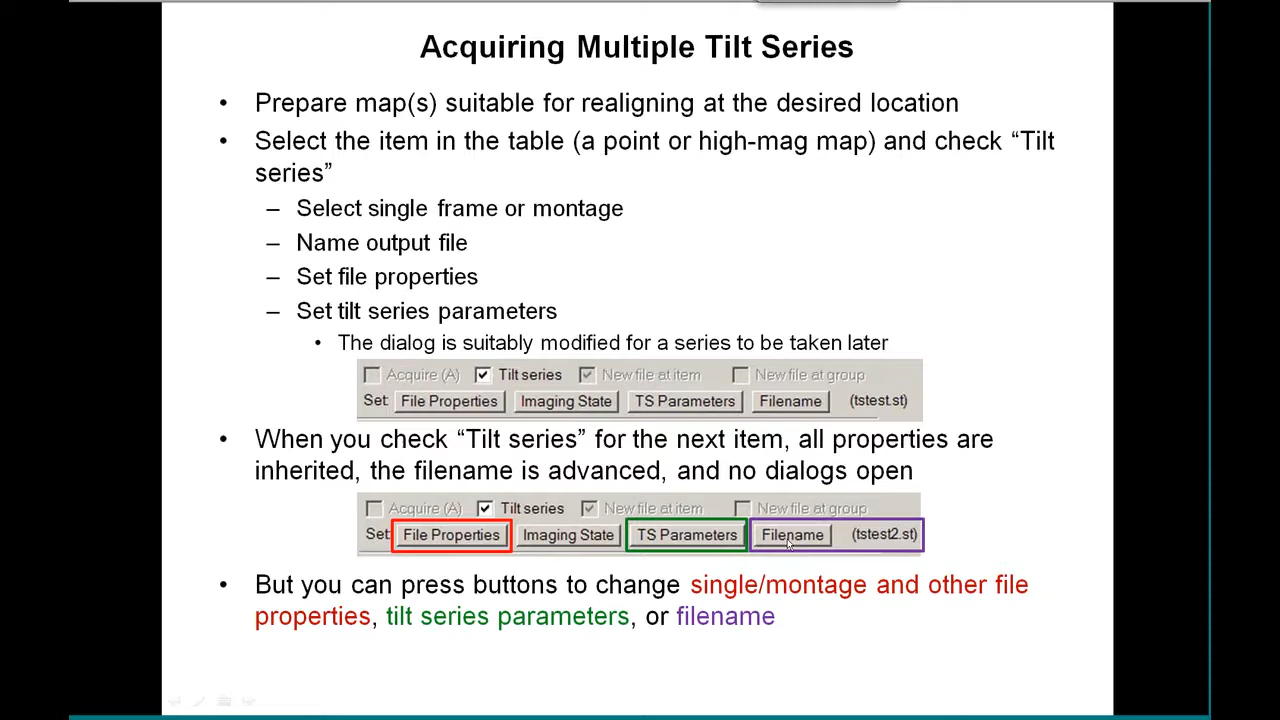 Acquiring Multiple Tilt Series
• Prepare map(s) suitable for realigning at the desired location
• Select the item in the table (a point or high-mag map) and check “Tilt
series”
– Select single frame or montage
– Name output file
– Set file properties
– Set tilt series parameters
• The dialog is suitably modified for a series to be taken later
Acquire (A) Tilt series New file at item New file at group
Set: File Properties Imaging State TS Parameters Filename (tstest.st)
• When you check “Tilt series” for the next item, all properties are
inherited, the filename is advanced, and no dialogs open
Acquire (A) Tilt series New file at item New file at group
Set: File Properties Imaging State TS Parameters Filename (tstest2.st)
• But you can press buttons to change single/montage and other file
properties, tilt series parameters, or filename